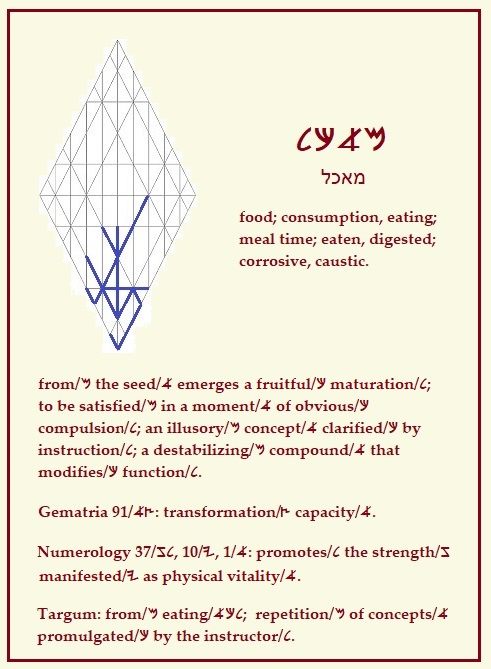 𐤌𐤀𐤊𐤋
מאכל
food; consumption, eating;
meal time; eaten, digested;
corrosive, caustic.
from/𐤌 the seed/𐤀 emerges a fruitful/𐤊 maturation/𐤋;
to be satisfied/𐤌 in a moment/𐤀 of obvious/𐤊
compulsion/𐤋; an illusory/𐤌 concept/𐤀 clarified/𐤊 by
instruction/𐤋; a destabilizing/𐤌 compound/𐤀 that
modifies/𐤊 function/𐤋.
Gematria 91/𐤑𐤀: transformation/𐤑 capacity/𐤀.
Numerology 37/𐤋𐤆, 10/𐤉, 1/𐤀: promotes/𐤋 the strength/𐤆
manifested/𐤉 as physical vitality/𐤀.
Targum: from/𐤌 eating/𐤀𐤊𐤋; repetition/𐤌 of concepts/𐤀
promulgated/𐤊 by the instructor/𐤋.